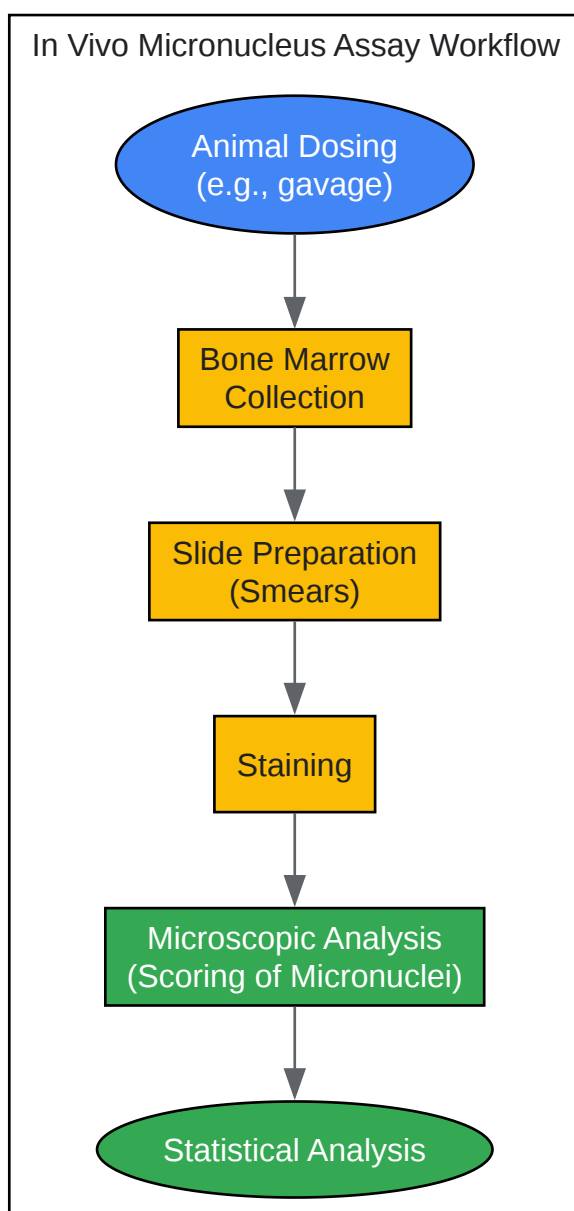 In Vivo Micronucleus Assay Workflow
Animal Dosing
(e.g., gavage)
Bone Marrow
Collection
Slide Preparation
(Smears)
Staining
Microscopic Analysis
(Scoring of Micronuclei)
Statistical Analysis